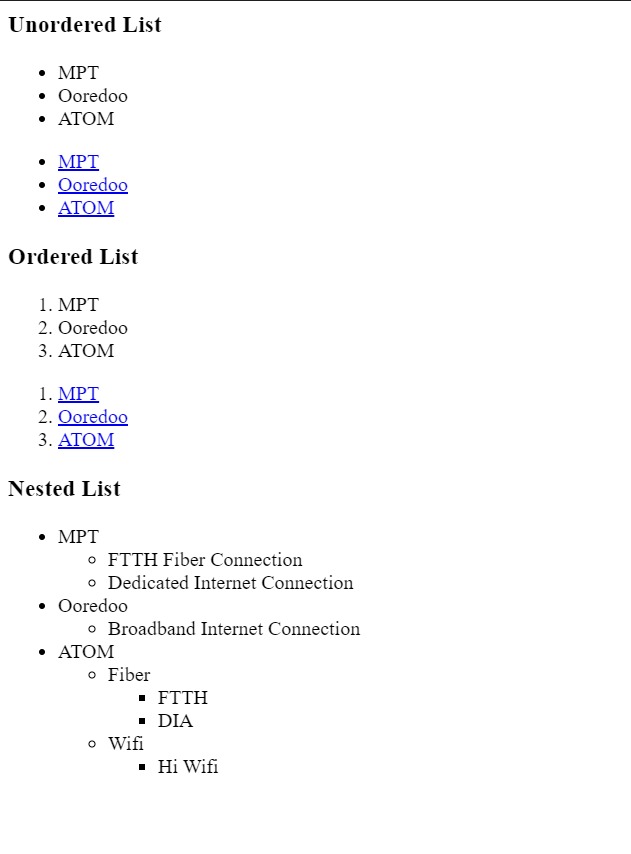 Unordered List
• MPT
• Ooredoo
• ATOM
• MPT
• Ooredoo
• ATOM
Ordered List
1. MPT
2. Ooredoo
3. ATOM
1. MPT
2. Ooredoo
3. ATOM
Nested List
• MPT
◦ FTTH Fiber Connection
◦ Dedicated Internet Connection
• Ooredoo
◦ Broadband Internet Connection
• ATOM
◦ Fiber
▪ FTTH
▪ DIA
◦ Wifi
▪ Hi Wifi